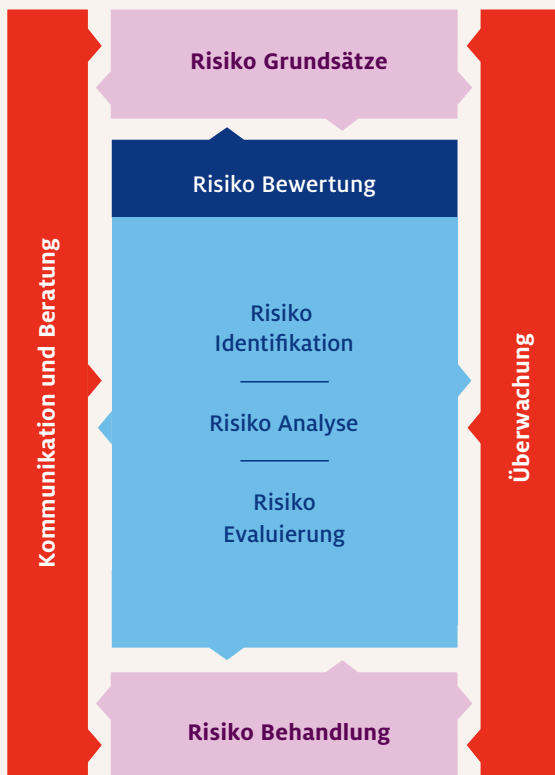 Risiko Grundsätze
Kommunikation und Beratung
Risiko Bewertung
Risiko
Identifikation
Risiko Analyse
Risiko
Evaluierung
Überwachung
Risiko Behandlung